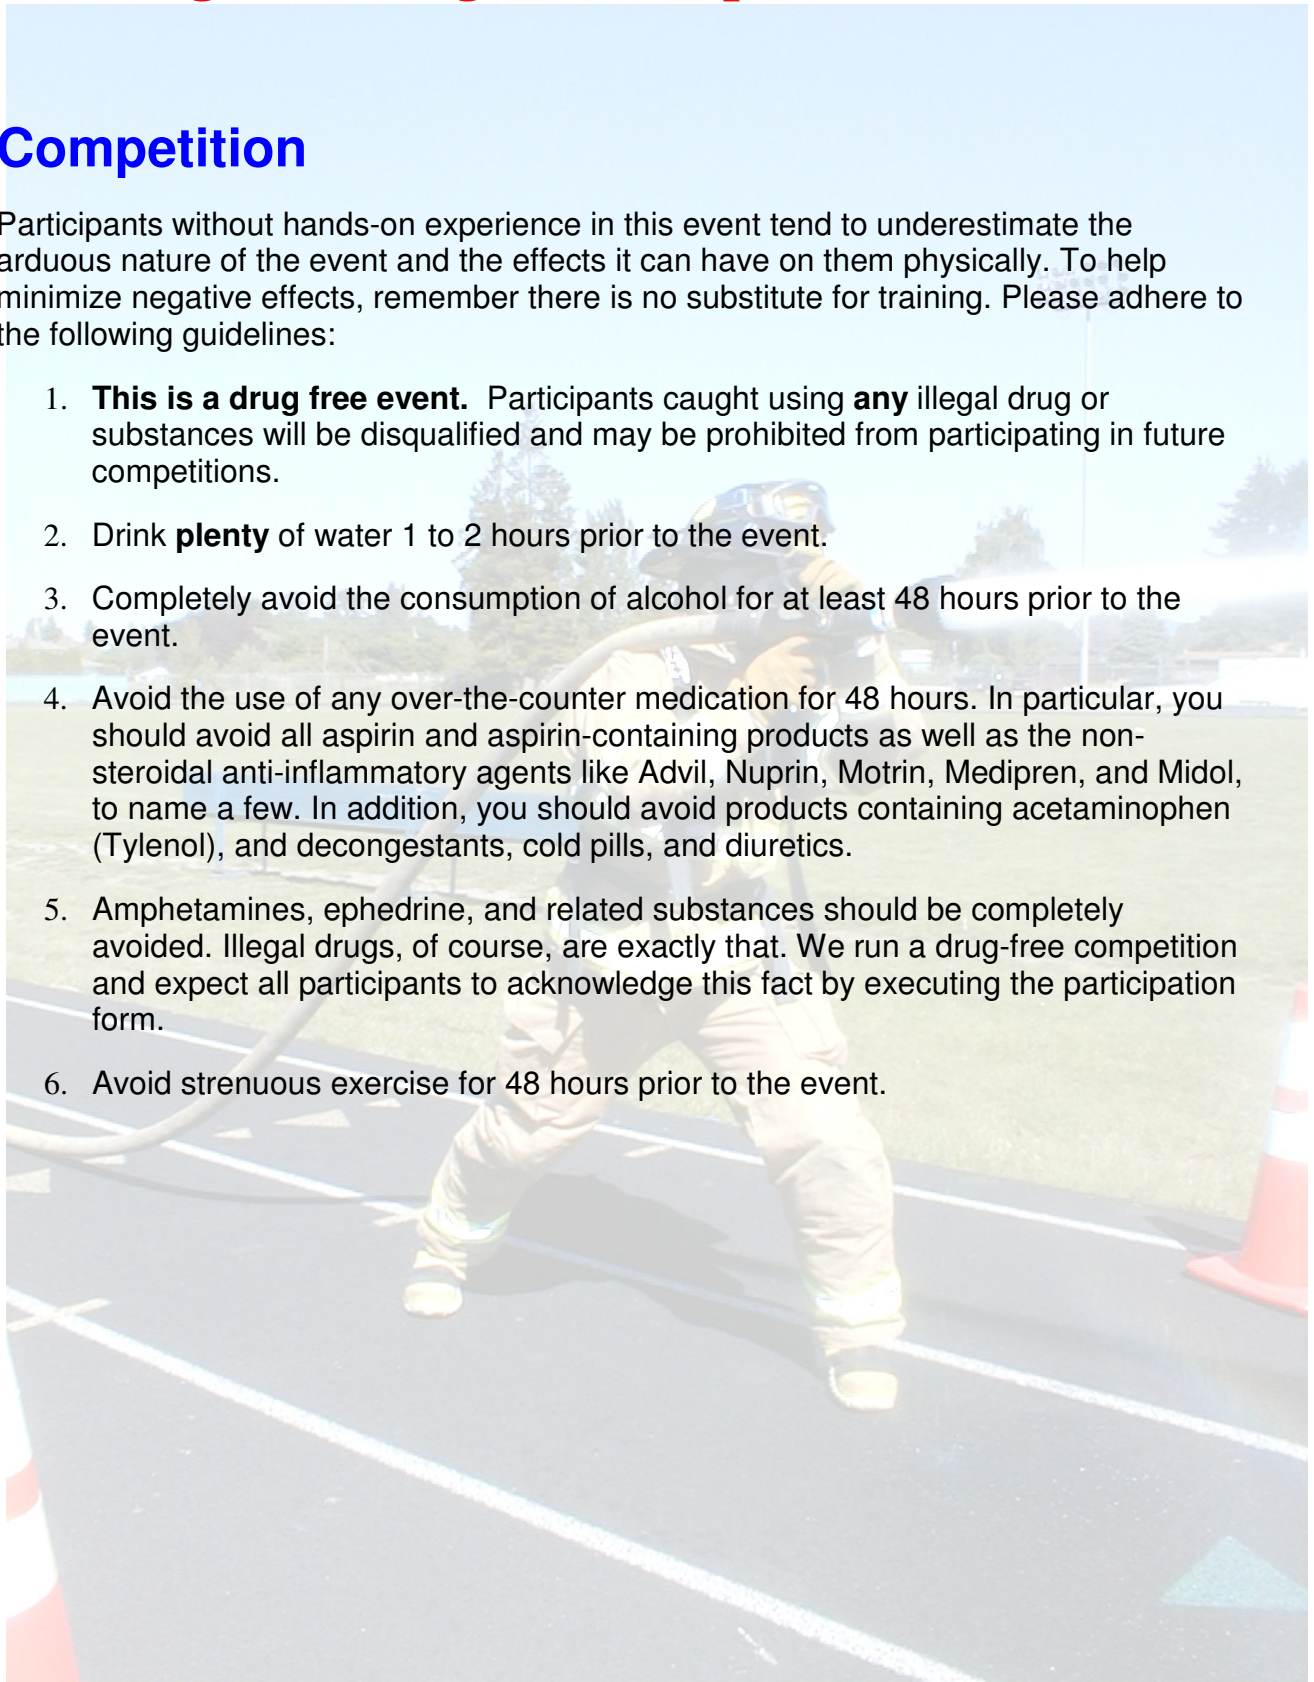 Competition
Participants without hands-on experience in this event tend to underestimate the
arduous nature of the event and the effects it can have on them physically. To help
minimize negative effects, remember there is no substitute for training. Please adhere to
the following guidelines:
1. This is a drug free event. Participants caught using any illegal drug or
substances will be disqualified and may be prohibited from participating in future
competitions.
2. Drink plenty of water 1 to 2 hours prior to the event.
3. Completely avoid the consumption of alcohol for at least 48 hours prior to the
event.
4. Avoid the use of any over-the-counter medication for 48 hours. In particular, you
should avoid all aspirin and aspirin-containing products as well as the non-
steroidal anti-inflammatory agents like Advil, Nuprin, Motrin, Medipren, and Midol,
to name a few. In addition, you should avoid products containing acetaminophen
(Tylenol), and decongestants, cold pills, and diuretics.
5. Amphetamines, ephedrine, and related substances should be completely
avoided. Illegal drugs, of course, are exactly that. We run a drug-free competition
and expect all participants to acknowledge this fact by executing the participation
form.
6. Avoid strenuous exercise for 48 hours prior to the event.